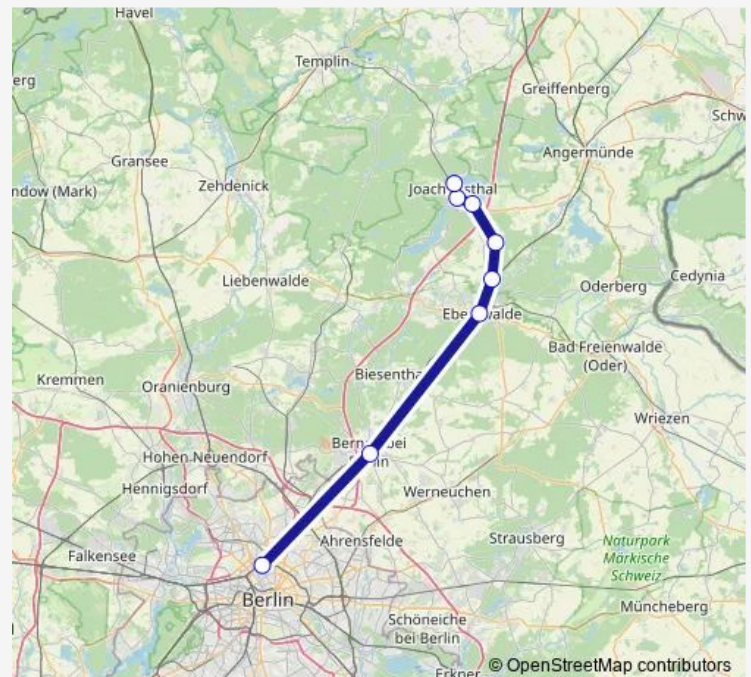 Havel
Templin
Greiffenberg
erg
Schw
Gransee
Angermünde
ndow (Mark)
Zehdenick
Liebenwalde
Cedynia
Oderberg
Bad Freienwalde
(Oder)
Kremmen
Oranienburg
Wriezen
Hohen Neuendorf
Hennigsdorf
Werneuchen
Falkensee
Ahrensfelde
Strausberg
Naturpark
Märkische
Schweiz
Berlin
Müncheberg
Schöneiche
bei Berlin
Erkner
© OpenStreetMap contributors